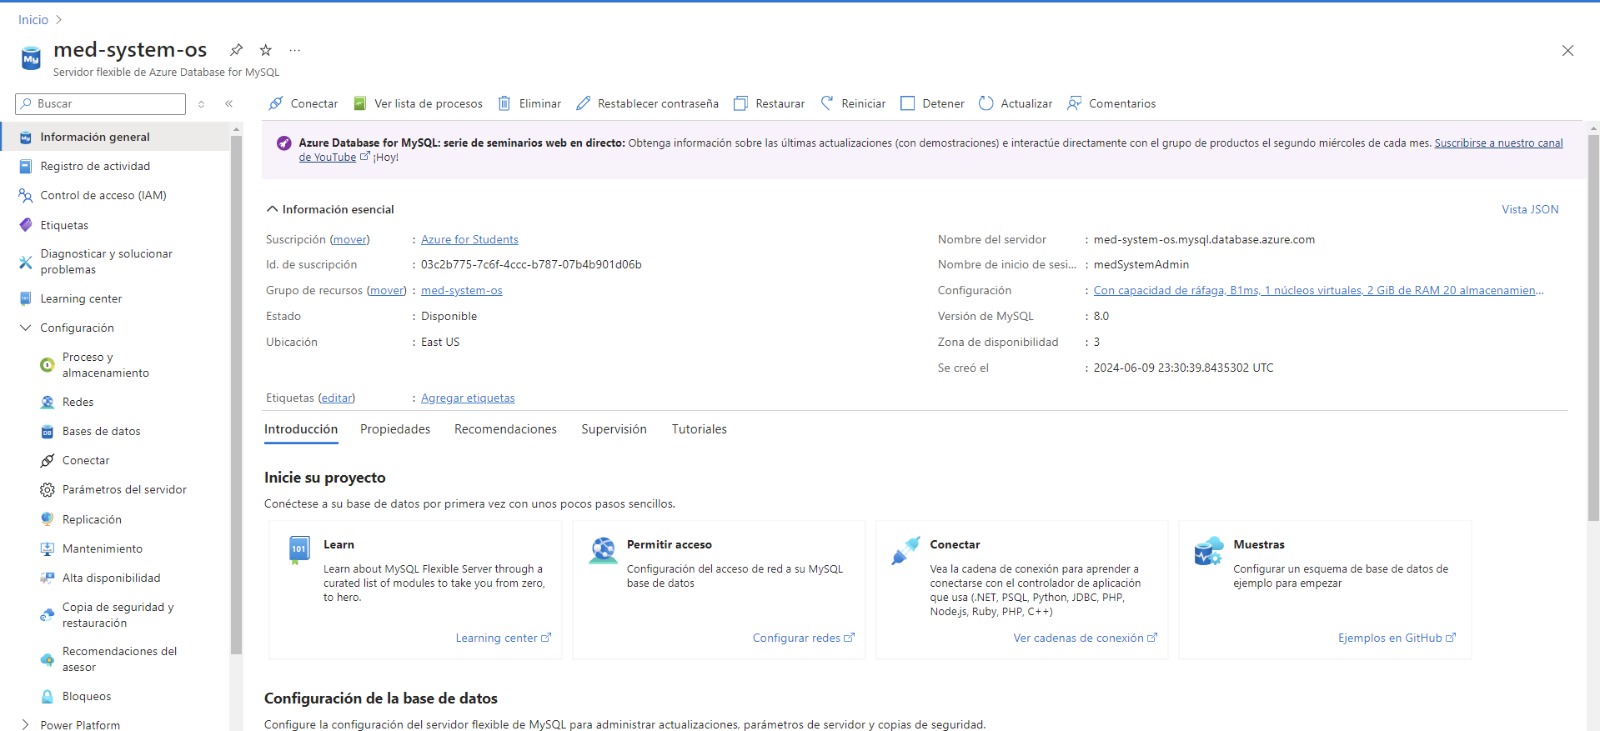 Inicio
med-system-os
Servidor flexible de Azure Database for MySQL
Buscar
Conectar
Ver lista de procesos
Eliminar
Restablecer contraseña
Restaurar
Reiniciar
Detener
Actualizar
Comentarios
Información general
Registro de actividad
Control de acceso (IAM)
Etiquetas
Diagnosticar y solucionar
problemas
Learning center
Configuración
Proceso y
almacenamiento
Redes
Bases de datos
Conectar
Parámetros del servidor
Replicación
Mantenimiento
Alta disponibilidad
Copia de seguridad y
restauración
Recomendaciones del
asesor
Bloqueos
Power Platform
Azure Database for MySQL: serie de seminarios web en directo: Obtenga información sobre las últimas actualizaciones (con demostraciones) e interactúe directamente con el grupo de productos el segundo miércoles de cada mes. Suscribirse a nuestro canal
de YouTube ¡Hoy!
Información esencial
Vista JSON
Suscripción (mover) : Azure for Students
Id. de suscripción : 03c2b775-7c6f-4ccc-b787-07b4b901d06b
Grupo de recursos (mover) : med-system-os
Estado : Disponible
Ubicación : East US
Etiquetas (editar) : Agregar etiquetas
Nombre del servidor : med-system-os.mysql.database.azure.com
Nombre de inicio de sesi... : medSystemAdmin
Configuración : Con capacidad de ráfaga, B1ms, 1 núcleos virtuales, 2 GiB de RAM 20 almacenamien...
Versión de MySQL : 8.0
Zona de disponibilidad : 3
Se creó el : 2024-06-09 23:30:39.8435302 UTC
Introducción
Propiedades
Recomendaciones
Supervisión
Tutoriales
Inicie su proyecto
Conéctese a su base de datos por primera vez con unos pocos pasos sencillos.
101
Learn
Learn about MySQL Flexible Server through a
curated list of modules to take you from zero,
to hero.
Learning center
Permitir acceso
Configuración del acceso de red a su MySQL
base de datos
Configurar redes
Conectar
Vea la cadena de conexión para aprender a
conectarse con el controlador de aplicación
que usa (.NET, PSQL, Python, JDBC, PHP,
Node.js, Ruby, PHP, C++)
Ver cadenas de conexión
Muestras
Configurar un esquema de base de datos de
ejemplo para empezar
Ejemplos en GitHub
Configuración de la base de datos
Configure la configuración del servidor flexible de MySQL para administrar actualizaciones, parámetros de servidor y copias de seguridad.